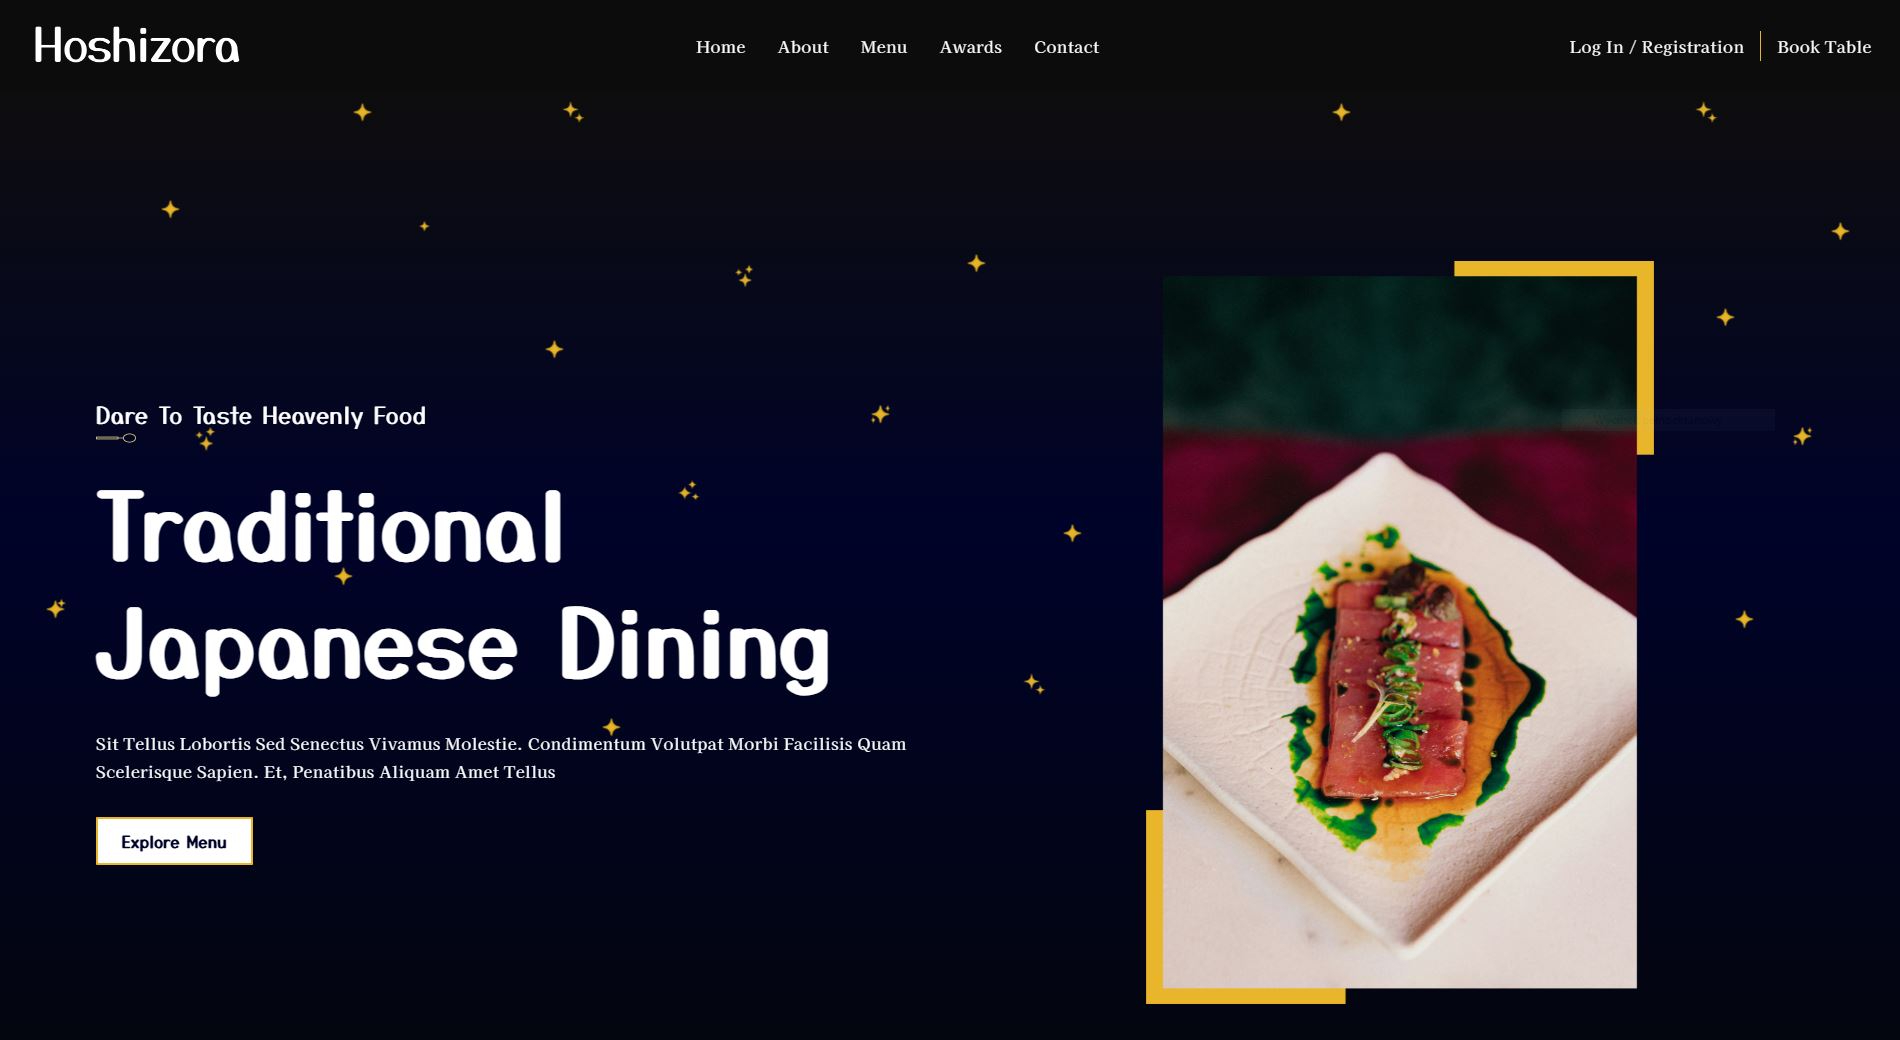 Hoshizora
Home About Menu Awards Contact
Log In / Registration Book Table
Dare To Taste Heavenly Food
Traditional
Japanese Dining
Sit Tellus Lobortis Sed Senectus Vivamus Molestie. Condimentum Volutpat Morbi Facilisis Quam
Scelerisque Sapien. Et, Penatibus Aliquam Amet Tellus
Explore Menu